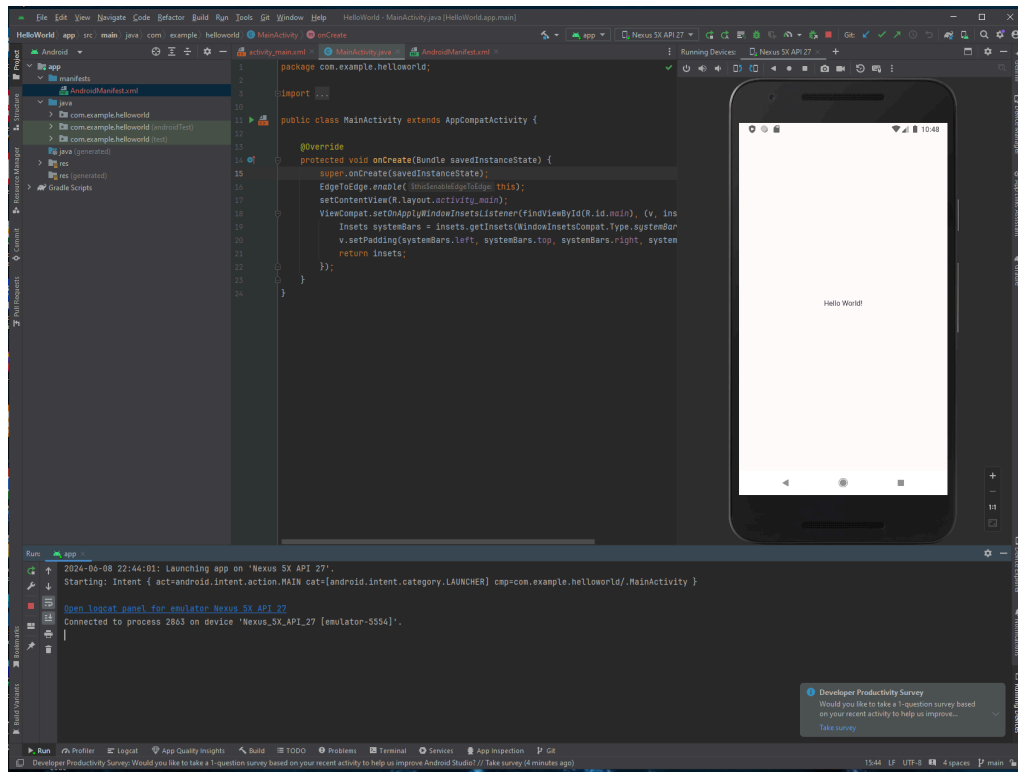 File Edit View Navigate Code Refactor Build Run Tools Git Window Help HelloWorld - MainActivity.java [HelloWorld.app.main]
HelloWorld app src main java com example helloworld MainActivity onCreate app Nexus 5X API 27 Git:
Android activity_main.xml MainActivity.java AndroidManifest.xml Running Devices: Nexus 5X API 27
Project
Structure
Resource Manager
Commit
Pull Requests
Bookmarks
Build Variants
app
manifests
AndroidManifest.xml
java
com.example.helloworld
com.example.helloworld (androidTest)
com.example.helloworld (test)
java (generated)
res
res (generated)
Gradle Scripts
1 package com.example.helloworld;
2
3 import ...
10
11 public class MainActivity extends AppCompatActivity {
12
13 @Override
14 protected void onCreate(Bundle savedInstanceState) {
15 super.onCreate(savedInstanceState);
16 EdgeToEdge.enable( $this$enableEdgeToEdge: this);
17 setContentView(R.layout.activity_main);
18 ViewCompat.setOnApplyWindowInsetsListener(findViewById(R.id.main), (v, ins
19 Insets systemBars = insets.getInsets(WindowInsetsCompat.Type.systemBar
20 v.setPadding(systemBars.left, systemBars.top, systemBars.right, system
21 return insets;
22 });
23 }
24 }
10:48
Hello World!
1:1
Run: app
2024-06-08 22:44:01: Launching app on 'Nexus 5X API 27'.
Starting: Intent { act=android.intent.action.MAIN cat=[android.intent.category.LAUNCHER] cmp=com.example.helloworld/.MainActivity }
Open logcat panel for emulator Nexus 5X API 27
Connected to process 2863 on device 'Nexus_5X_API_27 [emulator-5554]'.
Developer Productivity Survey
Would you like to take a 1-question survey based
on your recent activity to help us improve...
Take survey
Run Profiler Logcat App Quality Insights Build TODO Problems Terminal Services App Inspection Git
Developer Productivity Survey: Would you like to take a 1-question survey based on your recent activity to help us improve Android Studio? // Take survey (4 minutes ago) 15:44 LF UTF-8 4 spaces main